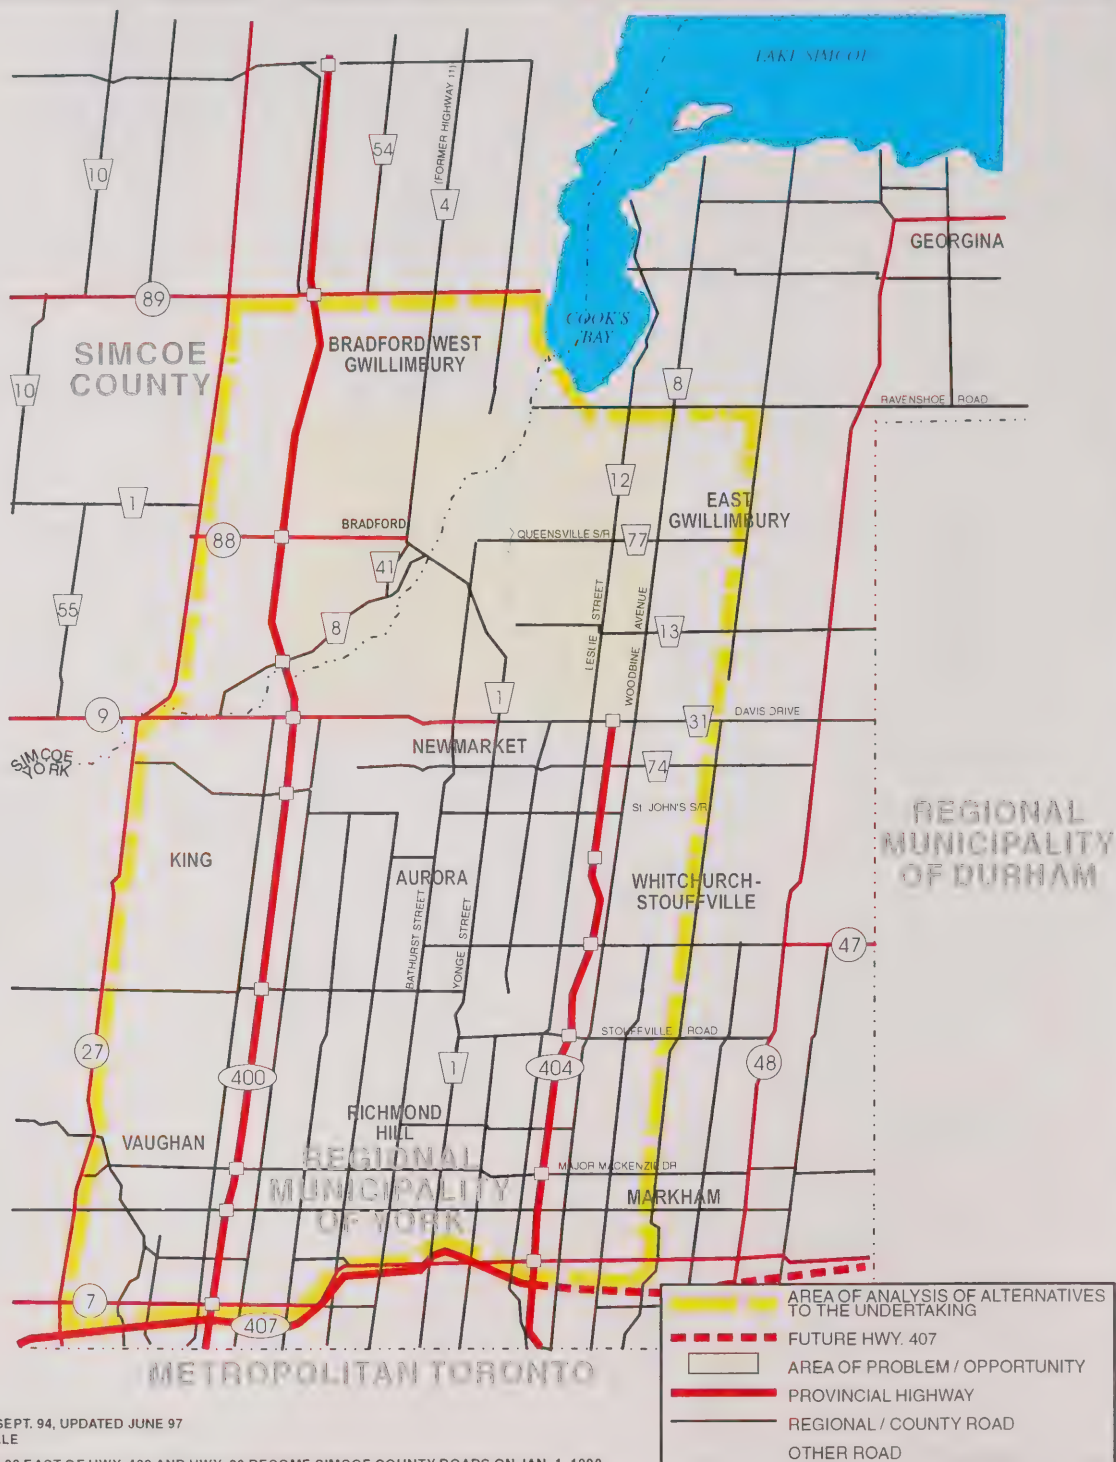 LAKE SIMCOE
10
54
(FORMER HIGHWAY 11)
4
GEORGINA
89
COOK'S
BAY
SIMCOE
COUNTY
BRADFORD WEST
GWILLIMBURY
10
8
RAVENSHOE ROAD
1
12
EAST
GWILLIMBURY
88
BRADFORD
QUEENSVILLE S/R
77
41
55
8
LESLIE STREET
WOODBINE AVENUE
13
9
1
31
DAVIS DRIVE
SIMCOE
YORK
NEWMARKET
74
St. JOHN'S S/R
REGIONAL
MUNICIPALITY
OF DURHAM
KING
AURORA
WHITCHURCH-
STOUFFVILLE
BATHURST STREET
YONGE STREET
47
27
STOUFFVILLE ROAD
400
1
404
48
VAUGHAN
RICHMOND
HILL
REGIONAL
MUNICIPALITY
OF YORK
MAJOR MACKENZIE DR
MARKHAM
7
407
METROPOLITAN TORONTO
AREA OF ANALYSIS OF ALTERNATIVES
TO THE UNDERTAKING
FUTURE HWY. 407
AREA OF PROBLEM / OPPORTUNITY
PROVINCIAL HIGHWAY
REGIONAL / COUNTY ROAD
OTHER ROAD
SEPT. 94, UPDATED JUNE 97